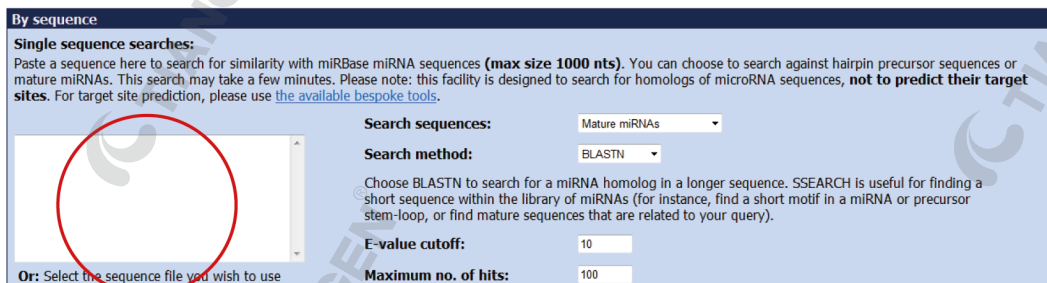 By sequence
Single sequence searches:
Paste a sequence here to search for similarity with miRBase miRNA sequences (max size 1000 nts). You can choose to search against hairpin precursor sequences or
mature miRNAs. This search may take a few minutes. Please note: this facility is designed to search for homologs of microRNA sequences, not to predict their target
sites. For target site prediction, please use the available bespoke tools.
Search sequences: Mature miRNAs
Search method: BLASTN
Choose BLASTN to search for a miRNA homolog in a longer sequence. SSEARCH is useful for finding a
short sequence within the library of miRNAs (for instance, find a short motif in a miRNA or precursor
stem-loop, or find mature sequences that are related to your query).
E-value cutoff: 10
Or: Select the sequence file you wish to use
Maximum no. of hits: 100